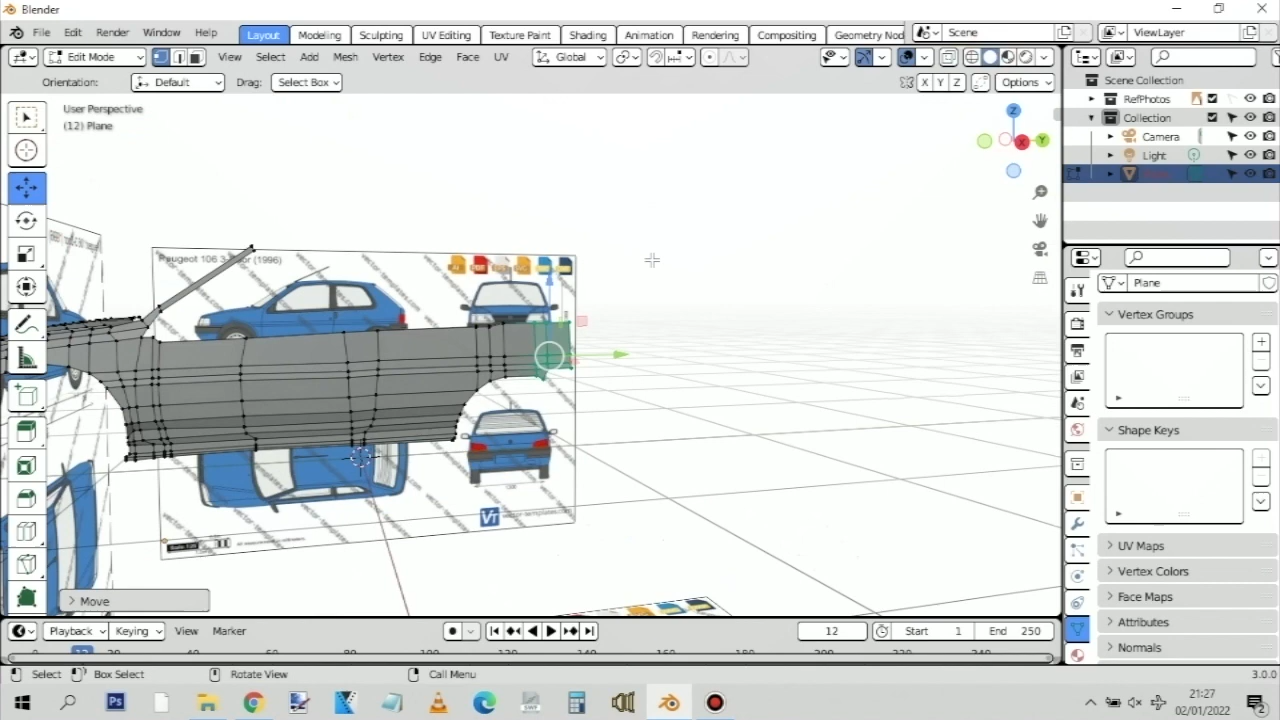 Blender
File Edit Render Window Help
Layout Modeling Sculpting UV Editing Texture Paint Shading Animation Rendering Compositing Geometry Nod
Scene
ViewLayer
Edit Mode
View Select Add Mesh Vertex Edge Face UV
Global
Orientation: Default
Drag: Select Box
X Y Z
Options
User Perspective
(12) Plane
Z
X
Y
Scene Collection
RefPhotos
Collection
Camera
Light
Peugeot 106 3
(1996)
Plane
Vertex Groups
Shape Keys
UV Maps
Vertex Colors
Face Maps
Attributes
Normals
Move
Playback Keying View Marker
12
Start 1
End 250
Select Box Select Rotate View Call Menu
3.0.0
21:27
02/01/2022